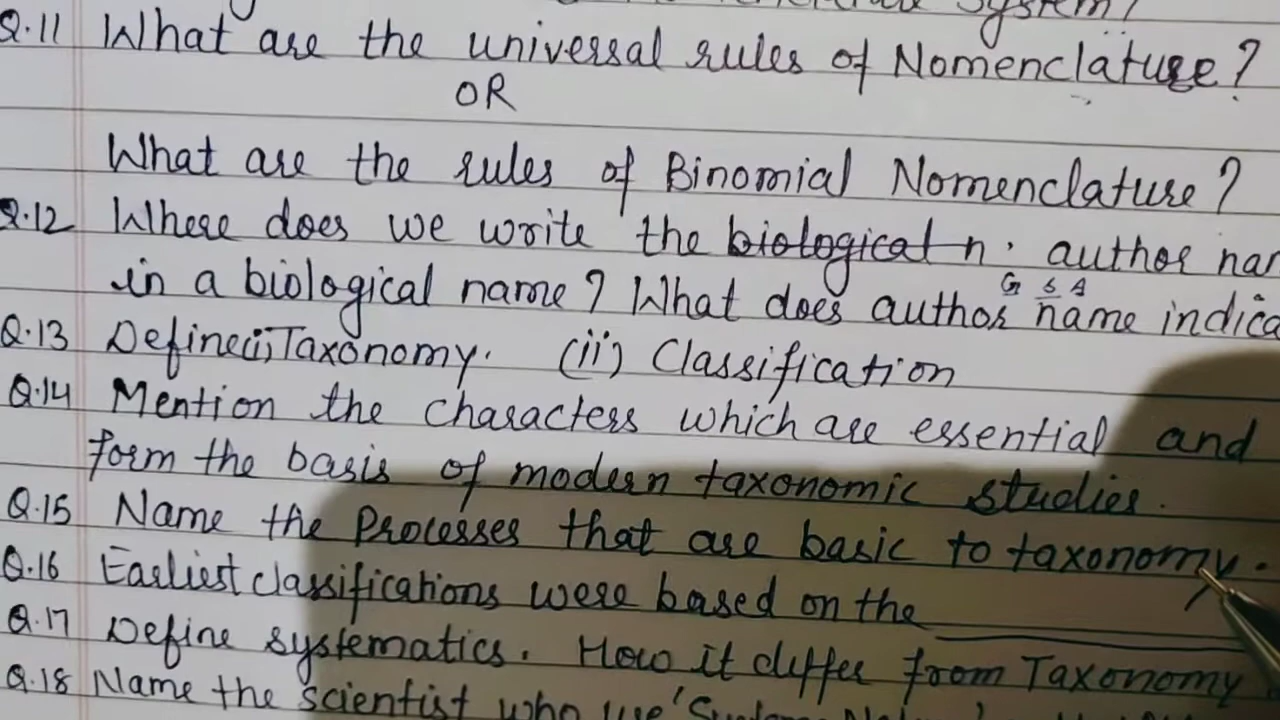 System?
Q.11 What are the universal rules of Nomenclature?
OR
What are the rules of Binomial Nomenclature?
Q.12 Where does we write the biological n. author nam
in a biological name? What does author name indica
G S A
Q.13 Define(i) Taxonomy. (ii) Classification
Q.14 Mention the characters which are essential and
form the basis of modern taxonomic studies.
Q.15 Name the Processes that are basic to taxonomy.
Q.16 Earliest classifications were based on the ________
Q.17 Define systematics. How it differ from Taxonomy
Q.18 Name the scientist who